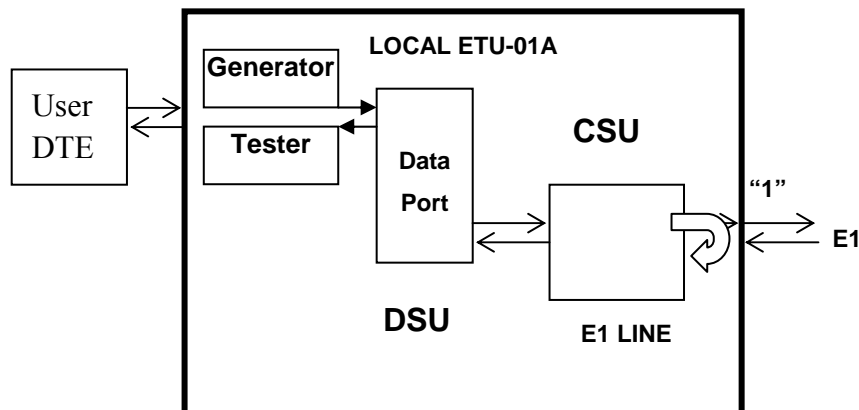 LOCAL ETU-01A
Generator
User
DTE
Tester
CSU
Data
Port
“1”
E1
DSU
E1 LINE